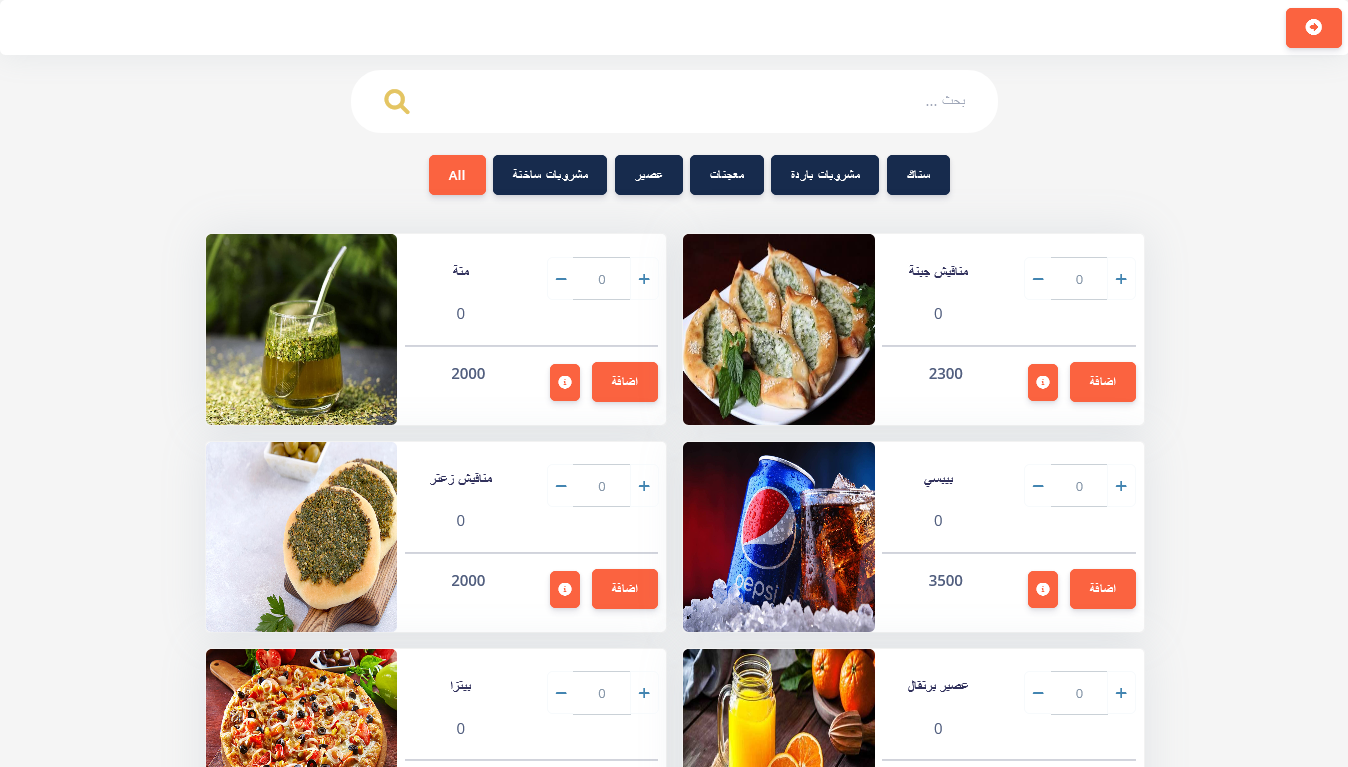 بحث ...
All
مشروبات ساخنة
عصير
معجنات
مشروبات باردة
سناك
متة
0
0
2000
اضافة
مناقيش جبنة
0
0
2300
اضافة
مناقيش زعتر
0
0
2000
اضافة
بيبسي
0
0
3500
اضافة
pepsi
بيتزا
0
0
عصير برتقال
0
0